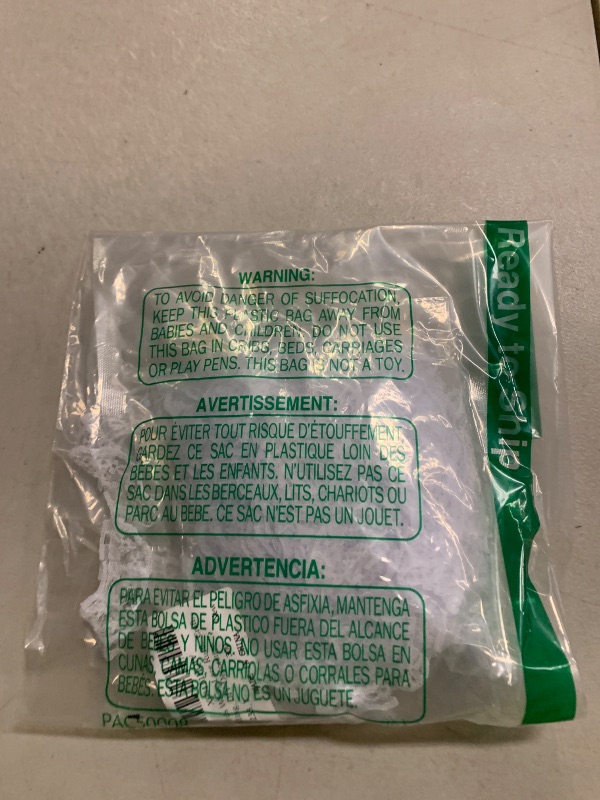 WARNING:
TO AVOID DANGER OF SUFFOCATION,
KEEP THIS PLASTIC BAG AWAY FROM
BABIES AND CHILDREN. DO NOT USE
THIS BAG IN CRIBS, BEDS, CARRIAGES
OR PLAY PENS. THIS BAG IS NOT A TOY.
AVERTISSEMENT:
POUR ÉVITER TOUT RISQUE D'ÉTOUFFEMENT
GARDEZ CE SAC EN PLASTIQUE LOIN DES
BÉBÉS ET LES ENFANTS. N'UTILISEZ PAS CE
SAC DANS LES BERCEAUX, LITS, CHARIOTS OU
PARC AU BEBE. CE SAC N'EST PAS UN JOUET.
ADVERTENCIA:
PARA EVITAR EL PELIGRO DE ASFIXIA, MANTENGA
ESTA BOLSA DE PLASTICO FUERA DEL ALCANCE
DE BEBÉS Y NIÑOS. NO USAR ESTA BOLSA EN
CUNAS, CAMAS, CARRIOLAS O CORRALES PARA
BEBÉS. ESTA BOLSA NO ES UN JUGUETE.
Ready to Ship